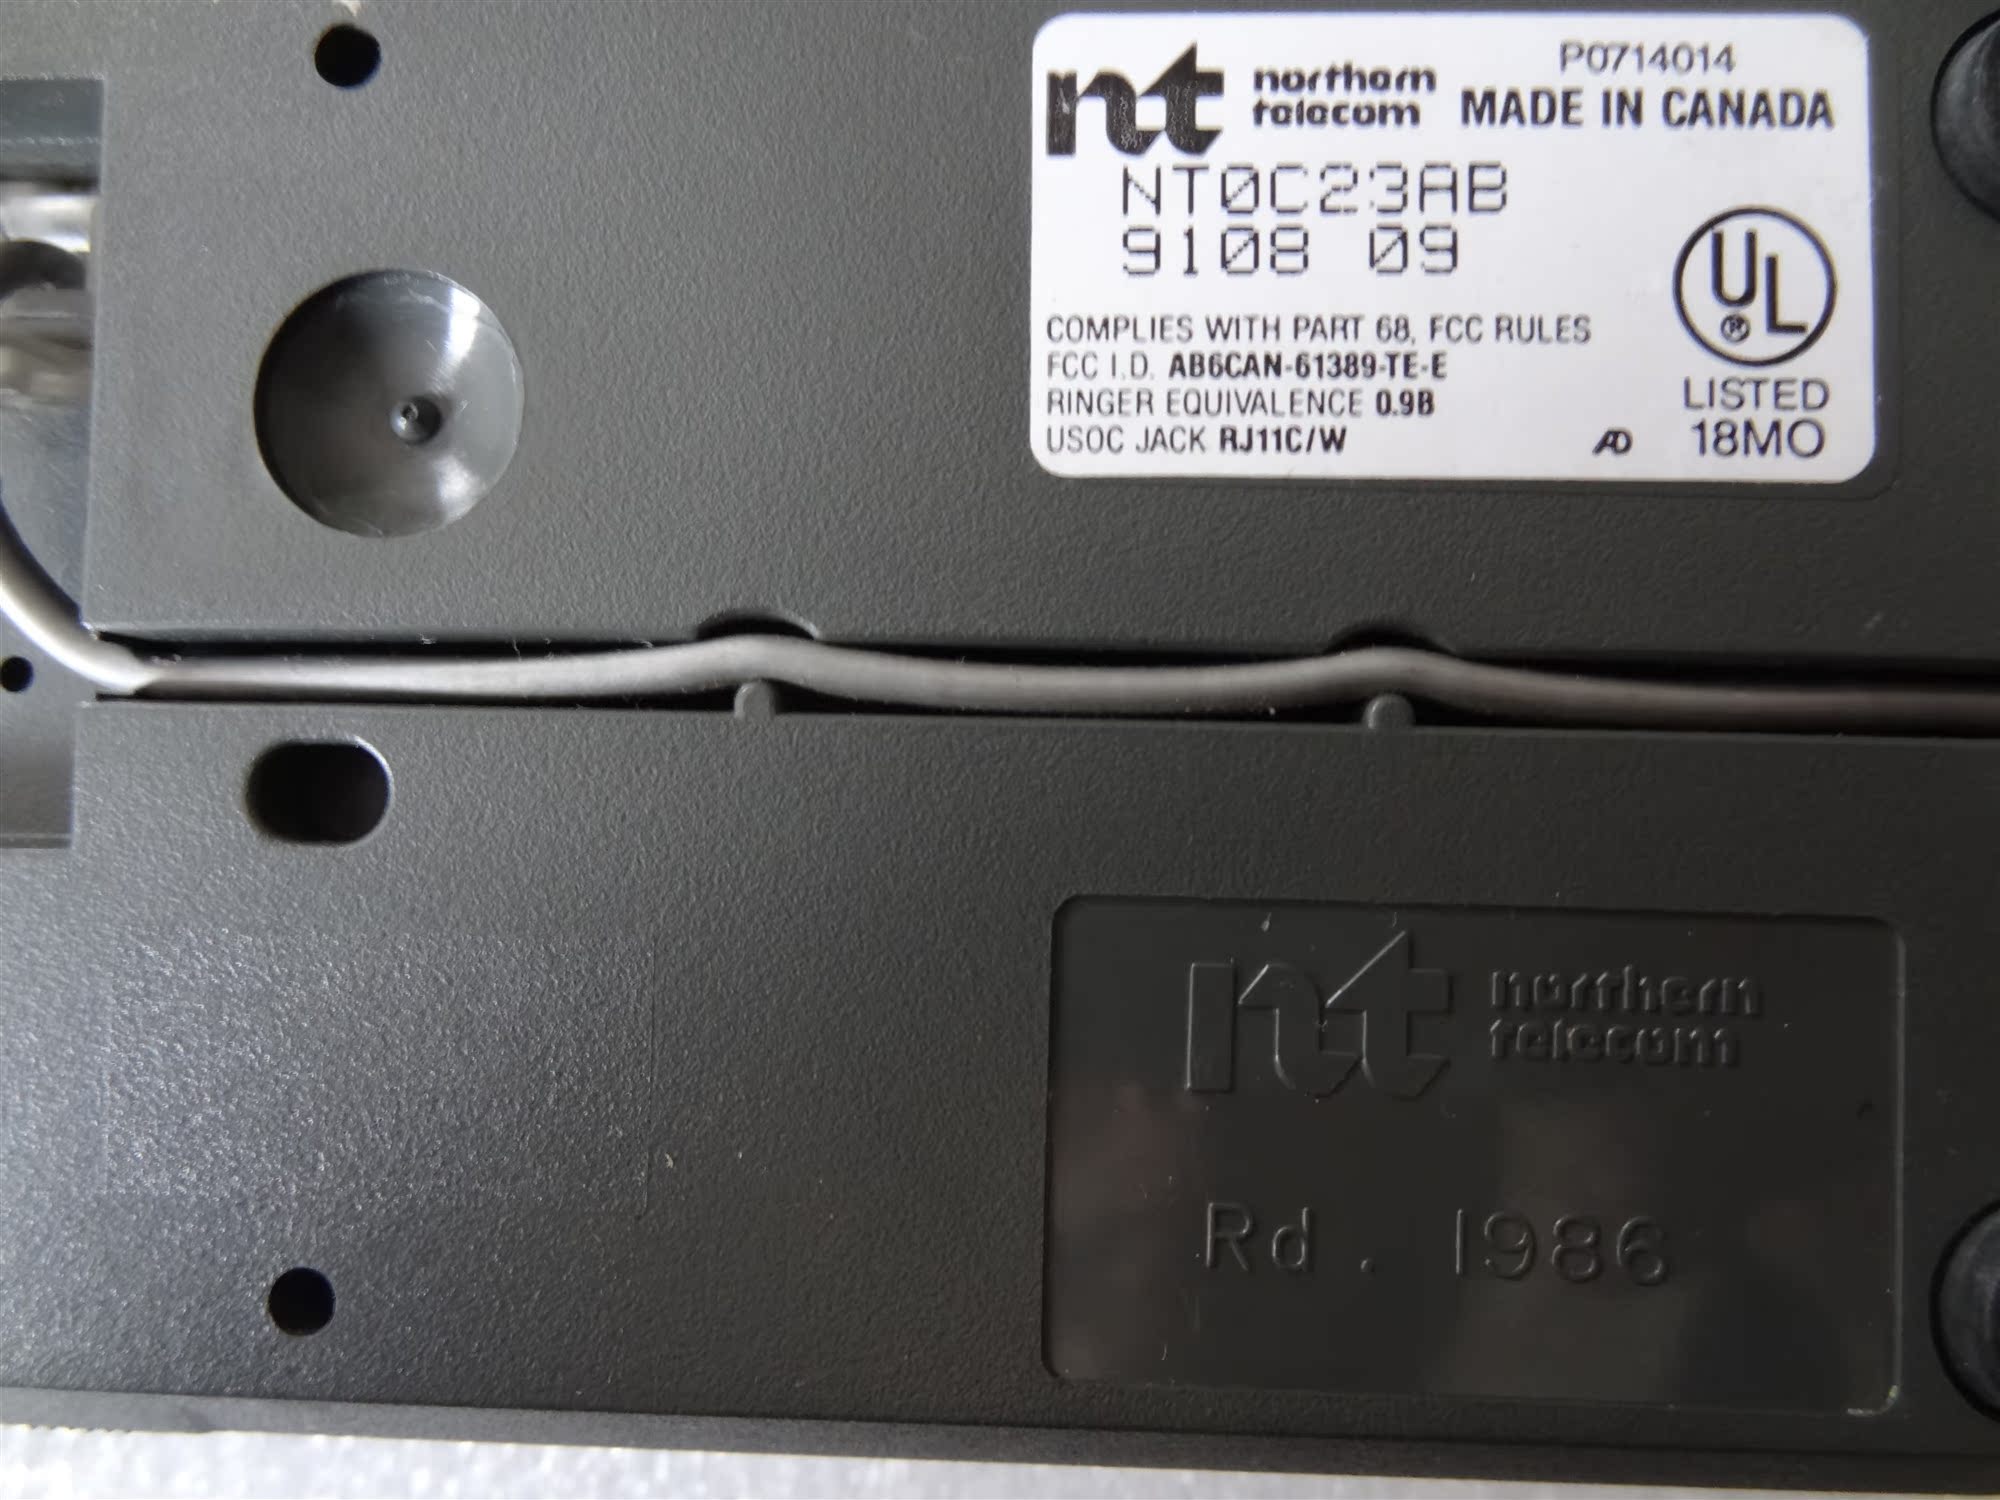 P0714014
nt northern telecom MADE IN CANADA
NT0C23AB
9108 09
COMPLIES WITH PART 68, FCC RULES
FCC I.D. AB6CAN-61389-TE-E
RINGER EQUIVALENCE 0.9B
USOC JACK RJ11C/W
UL ®
LISTED
AD 18MO
nt northern
telecom
Rd. 1986